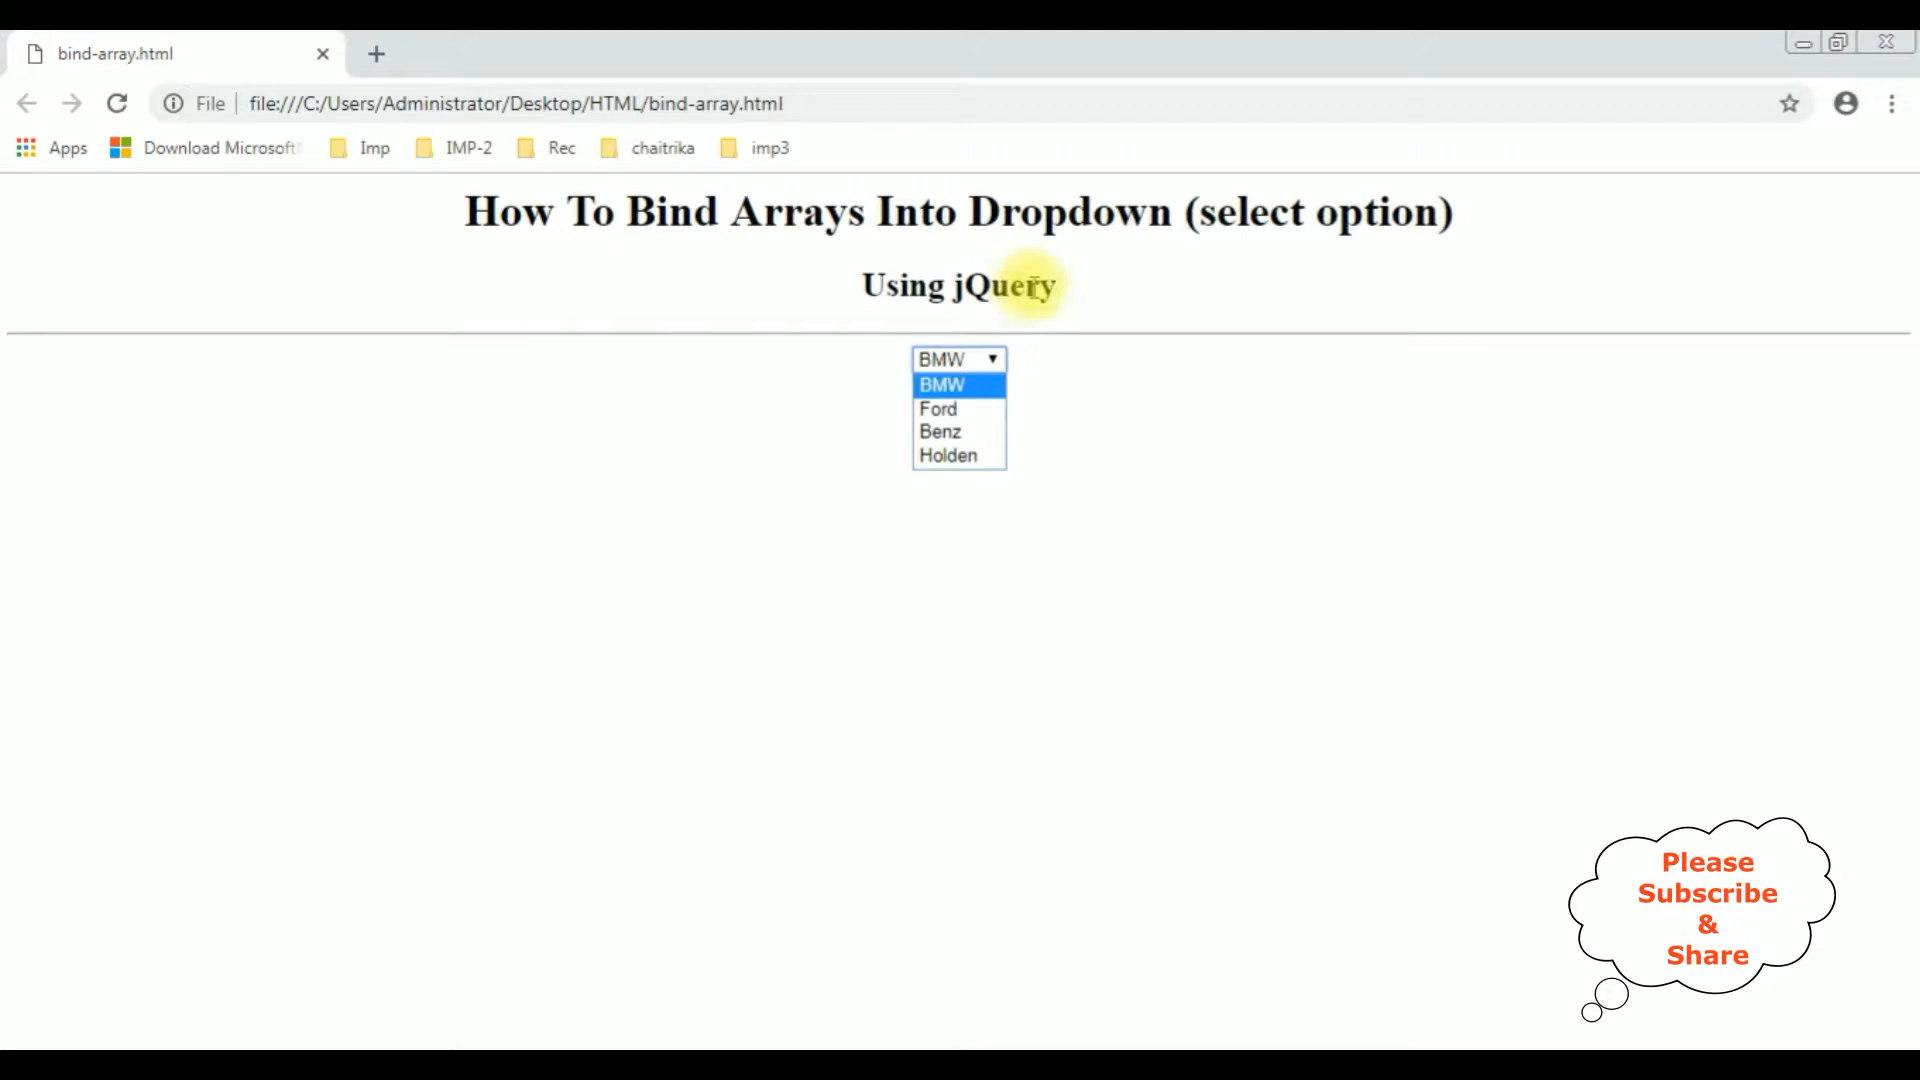 bind-array.html
File
file:///C:/Users/Administrator/Desktop/HTML/bind-array.html
Apps
Download Microsoft
Imp
IMP-2
Rec
chaitrika
imp3
How To Bind Arrays Into Dropdown (select option)
Using jQuery
BMW
BMW
Ford
Benz
Holden
Please
Subscribe
&
Share